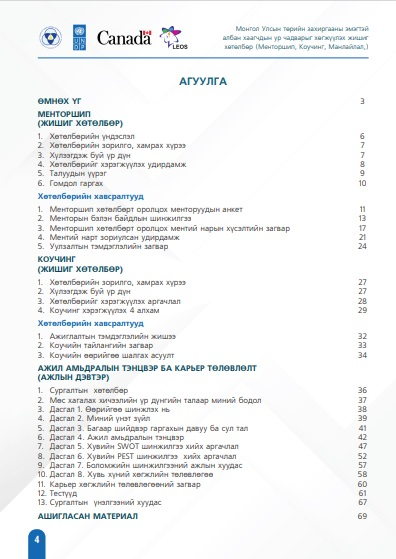 UNDP
Canada
LEOS
Монгол Улсын төрийн захиргааны эмэгтэй
албан хаагчдын ур чадварыг хөгжүүлэх жишиг
хөтөлбөр (Менторшип, Коучинг, Манлайлал,)
АГУУЛГА
ӨМНӨХ ҮГ 3
МЕНТОРШИП
(ЖИШИГ ХӨТӨЛБӨР)
1. Хөтөлбөрийн үндэслэл 6
2. Хөтөлбөрийн зорилго, хамрах хүрээ 7
3. Хүлээгдэж буй үр дүн 7
4. Хөтөлбөрийг хэрэгжүүлэх удирдамж 8
5. Талуудын үүрэг 9
6. Гомдол гаргах 10
Хөтөлбөрийн хавсралтууд
1. Менторшип хөтөлбөрт оролцох менторуудын анкет 11
2. Менторын бэлэн байдлын шинжилгээ 13
3. Менторшип хөтөлбөрт оролцох ментий нарын хүсэлтийн загвар 17
4. Ментий нарт зориулсан удирдамж 21
5. Уулзалтын тэмдэглэлийн загвар 24
КОУЧИНГ
(ЖИШИГ ХӨТӨЛБӨР)
1. Хөтөлбөрийн зорилго, хамрах хүрээ 27
2. Хүлээгдэж буй үр дүн 27
3. Хөтөлбөрийг хэрэгжүүлэх аргачлал 28
4. Коучинг хэрэгжүүлэх 4 алхам 29
Хөтөлбөрийн хавсралтууд
1. Ажиглалтын тэмдэглэлийн жишээ 32
2. Коучийн тайлангийн загвар 33
3. Коучийн өөрийгөө шалгах асуулт 34
АЖИЛ АМЬДРАЛЫН ТЭНЦВЭР БА КАРЬЕР ТӨЛӨВЛӨЛТ
(АЖЛЫН ДЭВТЭР)
1. Сургалтын хөтөлбөр 36
2. Мөс хагалах хичээлийн үр дүнгийн талаар миний бодол 37
3. Дасгал 1. Өөрийгөө шинжлэх нь 38
4. Дасгал 2. Миний үнэт зүйл 39
5. Дасгал 3. Багаар шийдвэр гаргахын давуу ба сул тал 41
6. Дасгал 4. Ажил амьдралын тэнцвэр 42
7. Дасгал 5. Хувийн SWOT шинжилгээ хийх аргачлал 47
8. Дасгал 6. Хувийн PEST шинжилгээ хийх аргачлал 52
9. Дасгал 7. Боломжийн шинжилгээний ажлын хуудас 57
10. Дасгал 8. Хувь хүний хөгжлийн төлөвлөгөө 58
11. Карьер хөгжлийн төлөвлөгөөний загвар 60
12. Тестүүд 61
13. Сургалтын үнэлгээний хуудас 67
АШИГЛАСАН МАТЕРИАЛ 69
4